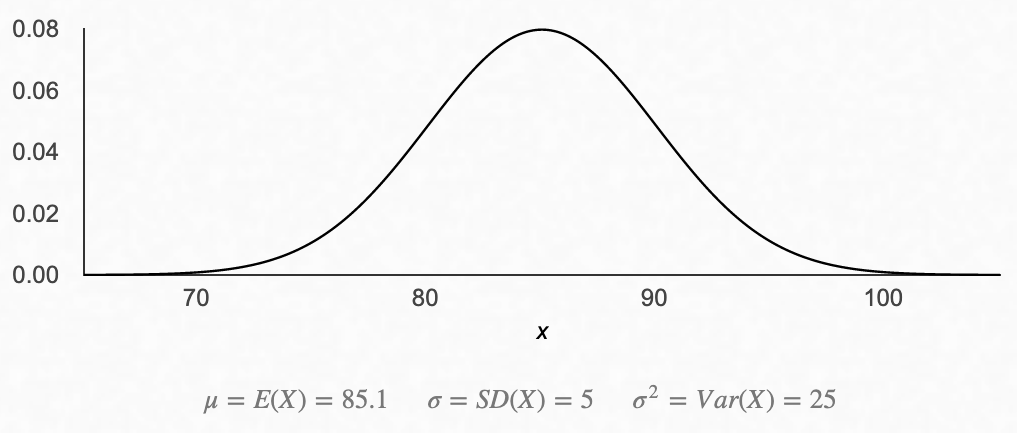 0.08
0.06
0.04
0.02
0.00
70 80 90 100
x
μ = E(X) = 85.1 σ = SD(X) = 5 σ² = Var(X) = 25